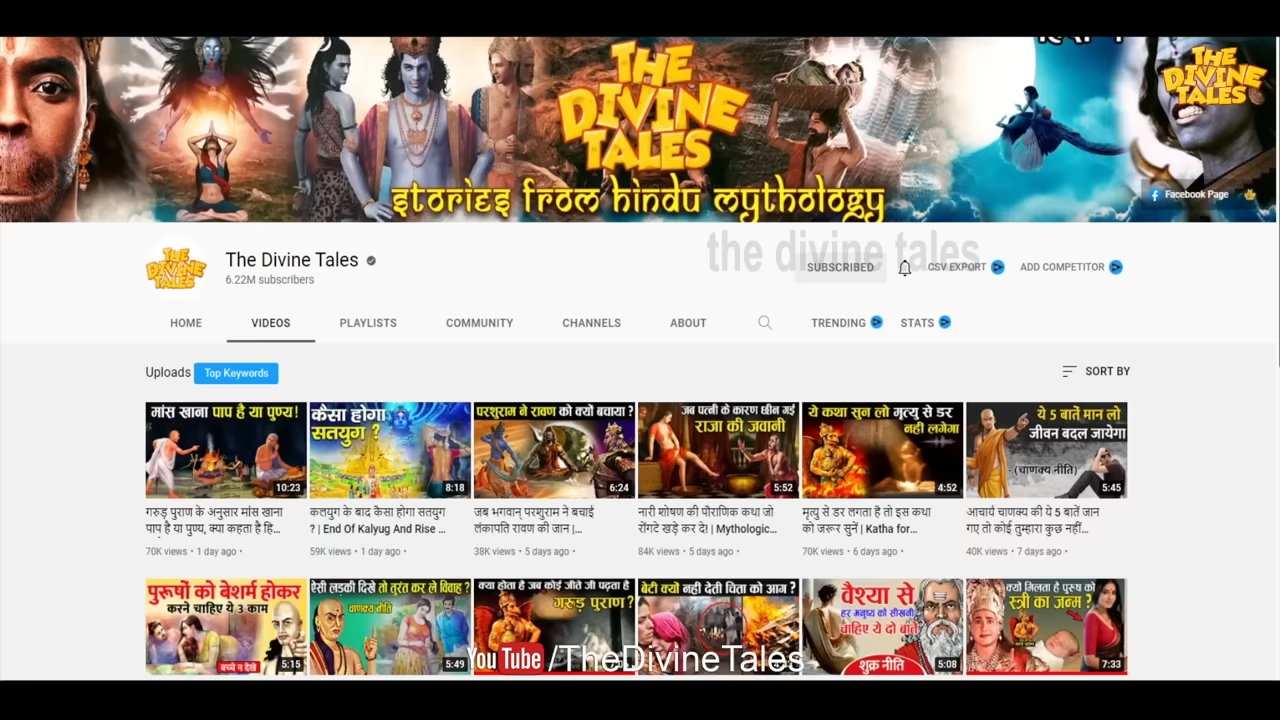 THE
DIVINE
TALES
stories from hindu mythology
THE
DIVINE
TALES
Facebook Page
the divine tales
THE
DIVINE
TALES
The Divine Tales
6.22M subscribers
SUBSCRIBED
CSV EXPORT
ADD COMPETITOR
HOME
VIDEOS
PLAYLISTS
COMMUNITY
CHANNELS
ABOUT
TRENDING
STATS
Uploads
Top Keywords
SORT BY
मांस खाना पाप है या पुण्य!
10:23
कैसा होगा
सतयुग ?
8:18
परशुराम ने रावण को क्यों बचाया ?
6:24
जब पत्नी के कारण छीन गई
राजा की जवानी
5:52
ये कथा सुन लो मृत्यु से डर
नही लगेगा
4:52
ये 5 बातें मान लो
जीवन बदल जायेगा
(चाणक्य नीति)
5:45
गरुड़ पुराण के अनुसार मांस खाना
पाप है या पुण्य, क्या कहता है हि...
70K views • 1 day ago •
कलयुग के बाद कैसा होगा सतयुग
? | End Of Kalyug And Rise ...
59K views • 1 day ago •
जब भगवान् परशुराम ने बचाई
लंकापति रावण की जान |...
38K views • 5 days ago •
नारी शोषण की पौराणिक कथा जो
रोंगटे खड़े कर दे! | Mythologic...
84K views • 5 days ago •
मृत्यु से डर लगता है तो इस कथा
को जरूर सुनें | Katha for...
70K views • 6 days ago •
आचार्य चाणक्य की ये 5 बातें जान
गए तो कोई तुम्हारा कुछ नहीं...
40K views • 7 days ago •
पुरूषों को बेशर्म होकर
करने चाहिए ये 3 काम
बच्चे न देखे
5:15
ऐसी लड़की दिखे तो तुरंत कर ले विवाह ?
चाणक्य नीति
5:49
क्या होता है जब कोई जीते जी पढ़ता है
गरूड़ पुराण ?
बेटी क्यों नही देती चिता को आग ?
वैश्या से
हर मनुष्य को सीखनी
चाहिए ये दो बातें
शुक्र नीति
5:08
क्यों मिलता है पुरुष को
स्त्री का जन्म ?
7:33
You Tube /TheDivineTales